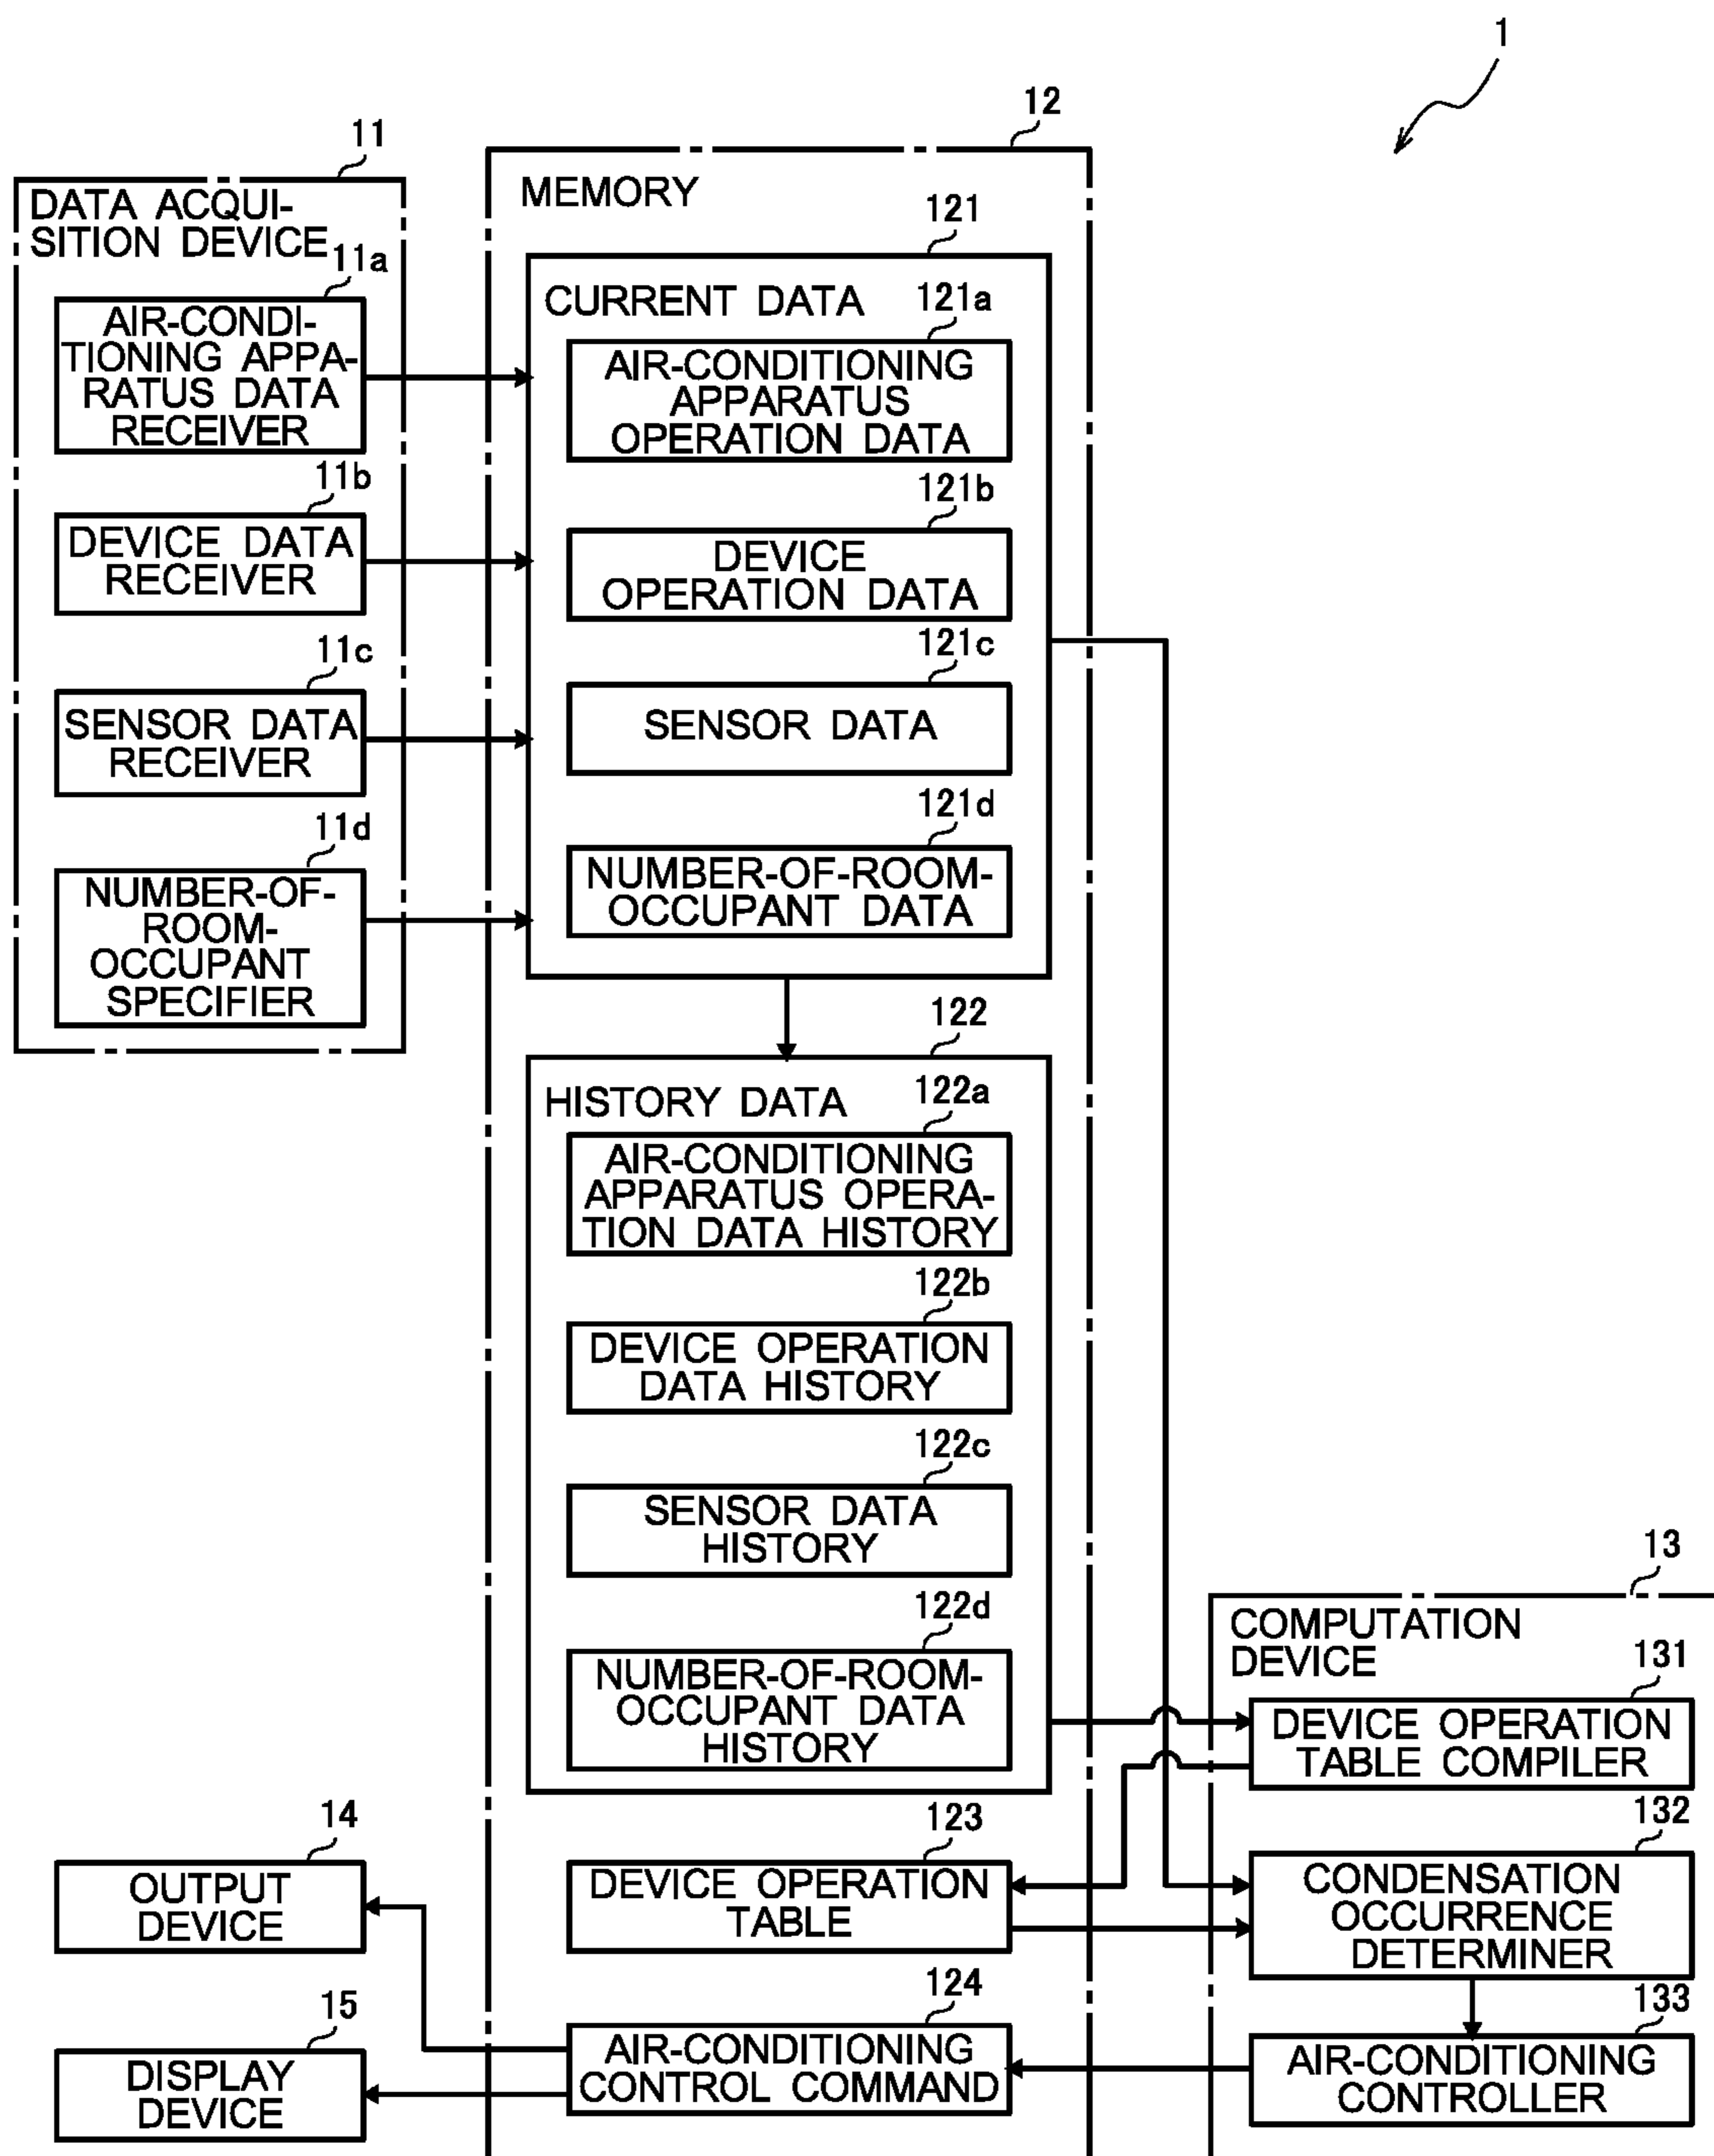 1
11
DATA ACQUI-
SITION DEVICE
11a
AIR-CONDI-
TIONING APPA-
RATUS DATA
RECEIVER
11b
DEVICE DATA
RECEIVER
11c
SENSOR DATA
RECEIVER
11d
NUMBER-OF-
ROOM-
OCCUPANT
SPECIFIER
12
MEMORY
121
CURRENT DATA
121a
AIR-CONDITIONING
APPARATUS
OPERATION DATA
121b
DEVICE
OPERATION DATA
121c
SENSOR DATA
121d
NUMBER-OF-ROOM-
OCCUPANT DATA
122
HISTORY DATA
122a
AIR-CONDITIONING
APPARATUS OPERA-
TION DATA HISTORY
122b
DEVICE OPERATION
DATA HISTORY
122c
SENSOR DATA
HISTORY
122d
NUMBER-OF-ROOM-
OCCUPANT DATA
HISTORY
123
DEVICE OPERATION
TABLE
124
AIR-CONDITIONING
CONTROL COMMAND
13
COMPUTATION
DEVICE
131
DEVICE OPERATION
TABLE COMPILER
132
CONDENSATION
OCCURRENCE
DETERMINER
133
AIR-CONDITIONING
CONTROLLER
14
OUTPUT
DEVICE
15
DISPLAY
DEVICE